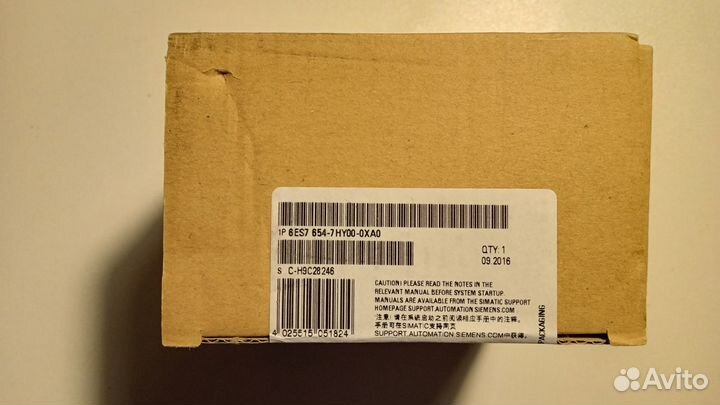 1P 6ES7 654-7HY00-0XA0
QTY: 1
09.2016
S C-H9C28246
CAUTION! PLEASE READ THE NOTES IN THE
RELEVANT MANUAL BEFORE SYSTEM STARTUP.
MANUALS ARE AVAILABLE FROM THE SIMATIC SUPPORT
HOMEPAGE SUPPORT.AUTOMATION.SIEMENS.COM
注意: 请在系统启动之前阅读相应手册中的注释.
手册可在SIMATIC支持网页
SUPPORT.AUTOMATION.SIEMENS.COM中获得.
4 025515 051824
PACKAGING
Avito